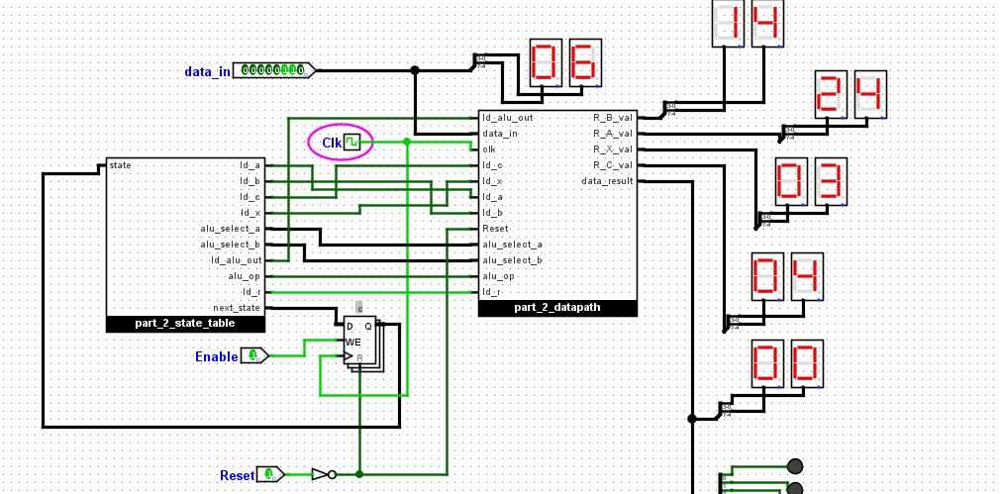 14
data_in
00000110
06
24
ld_alu_out
R_B_val
data_in
R_A_val
Clk
clk
R_X_val
state
ld_a
ld_c
R_C_val
ld_b
ld_x
data_result
03
ld_c
ld_a
ld_x
ld_b
alu_select_a
Reset
alu_select_b
alu_select_a
ld_alu_out
alu_select_b
alu_op
alu_op
04
ld_r
ld_r
next_state
c
part_2_datapath
part_2_state_table
D Q
WE
R
Enable
1
00
Reset
1